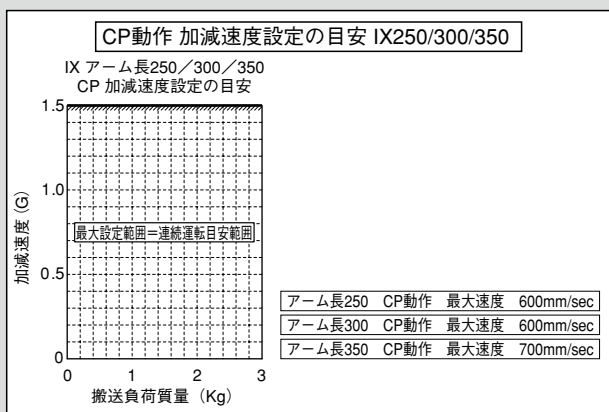 CP動作 加減速度設定の目安 IX250/300/350
IX アーム長250／300／350
CP 加減速度設定の目安
1.5
1.0
0.5
0
加減速度 (G)
最大設定範囲＝連続運転目安範囲
0 1 2 3
搬送負荷質量（Kg）
アーム長250 CP動作 最大速度 600mm/sec
アーム長300 CP動作 最大速度 600mm/sec
アーム長350 CP動作 最大速度 700mm/sec